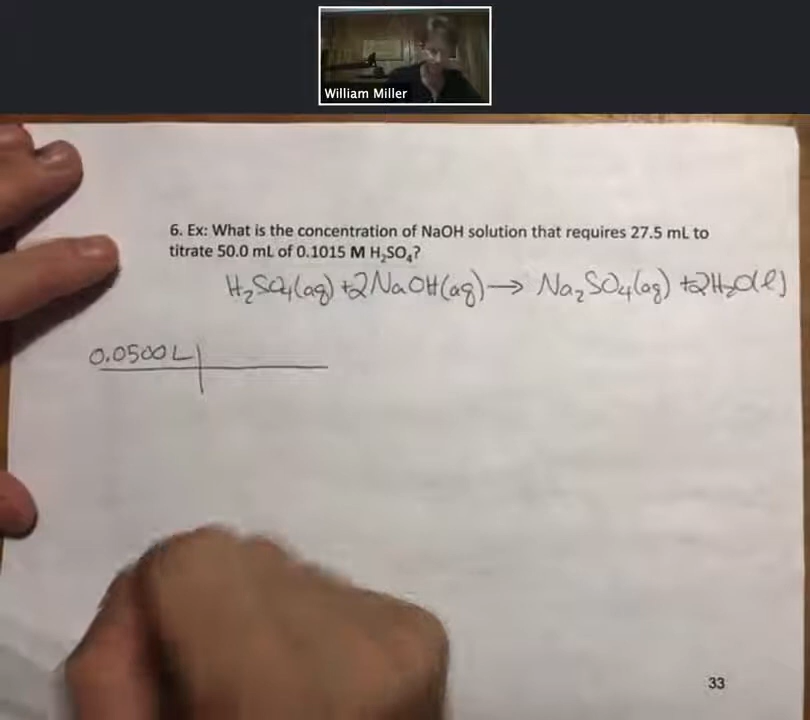 William Miller
6. Ex: What is the concentration of NaOH solution that requires 27.5 mL to
titrate 50.0 mL of 0.1015 M H₂SO₄?
H₂SO₄(aq) + 2NaOH(aq) → Na₂SO₄(aq) + 2H₂O(l)
0.0500 L
33